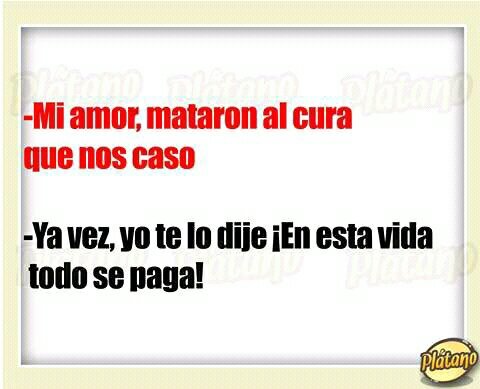 -Mi amor, mataron al cura
que nos caso
-Ya vez, yo te lo dije ¡En esta vida
todo se paga!
Plátano